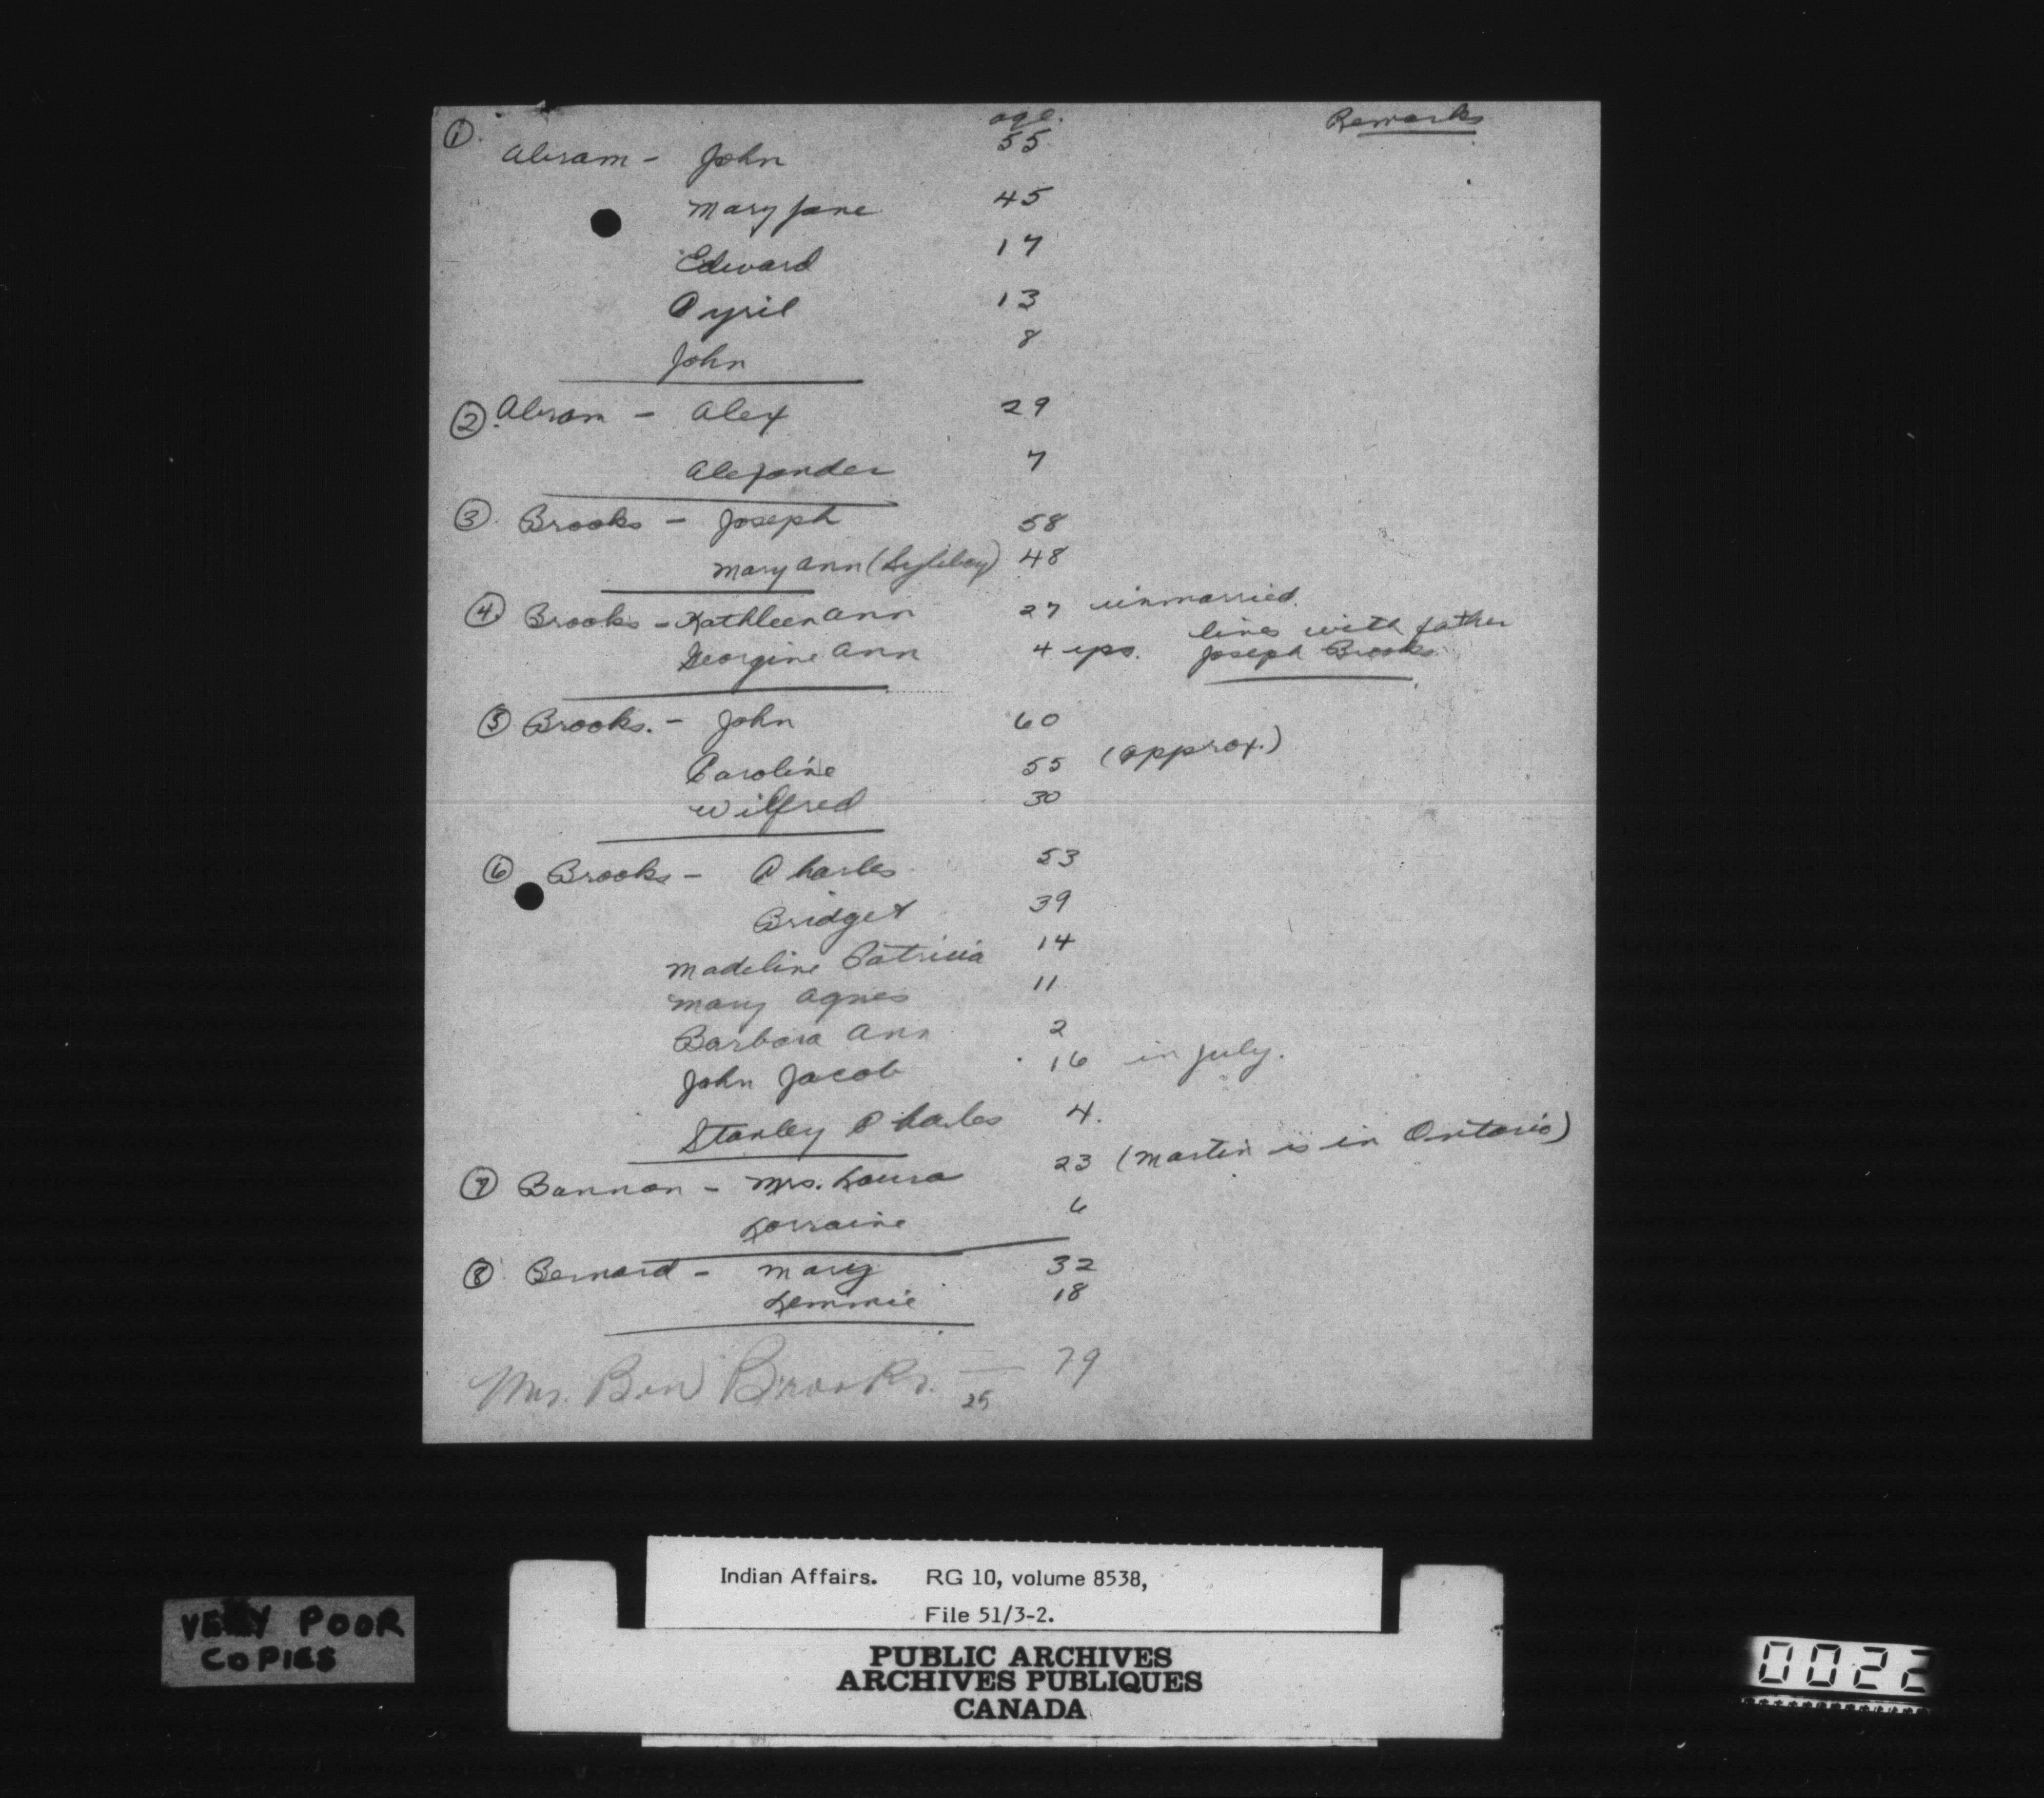 age. Remarks
① Abram - John 55
Mary Jane 45
Edward 17
Cyril 13
John 8
② Abram - Alex 29
Alexander 7
③ Brooks - Joseph 58
Mary Ann ( ) 48
④ Brooks - Kathleen Ann 27 unmarried.
lives with father
Georgine Ann 4 yrs. Joseph Brooks
⑤ Brooks. - John 60
Caroline 55 (approx.)
Wilfred 30
⑥ Brooks - Charles 53
Bridget 39
Madeline Patricia 14
Mary Agnes 11
Barbara Ann 2
John Jacob 16 in July.
Stanley Charles 4.
⑦ Bannon - Mrs. Laura 23 (Martin is in Ontario)
Lorraine 6
⑧ Bernard - Mary 32
Lemmie 18
Mrs. Ben Brooks. — 79
25
Indian Affairs. RG 10, volume 8538,
File 51/3-2.
PUBLIC ARCHIVES
ARCHIVES PUBLIQUES
CANADA
VERY POOR
COPIES
0022